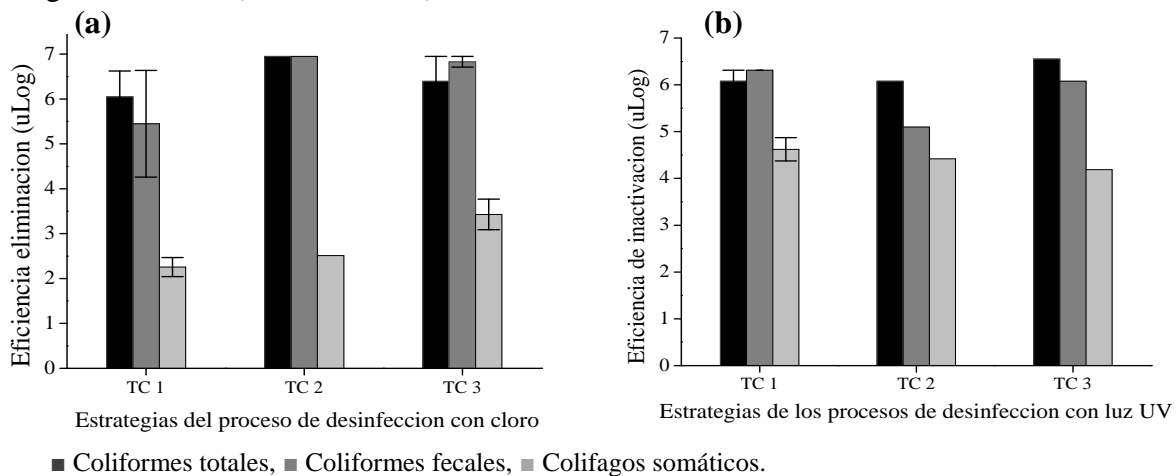 (a)
Eficiencia eliminacion (uLog)
7
6
5
4
3
2
1
0
TC 1 TC 2 TC 3
Estrategias del proceso de desinfeccion con cloro
(b)
Eficiencia de inactivacion (uLog)
7
6
5
4
3
2
1
0
TC 1 TC 2 TC 3
Estrategias de los procesos de desinfeccion con luz UV
■ Coliformes totales, ■ Coliformes fecales, ■ Colifagos somáticos.